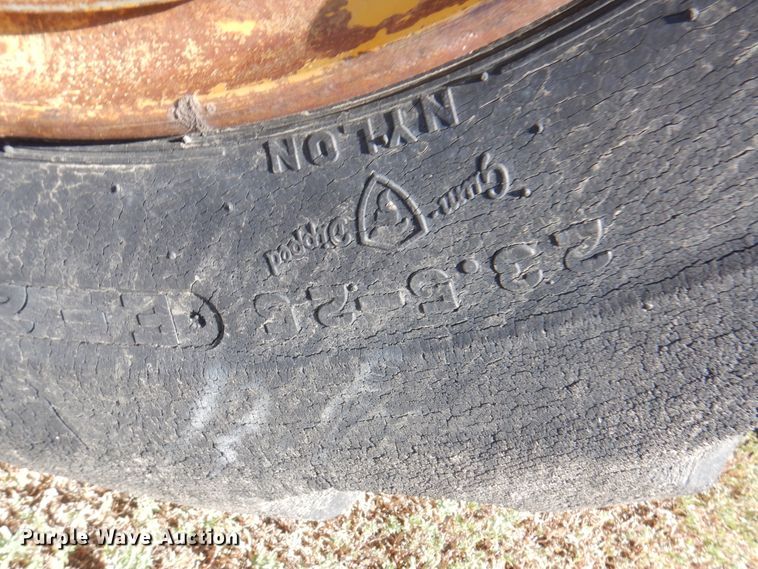 23.5-25
Gum-Dipped
NYLON
Purple Wave Auction